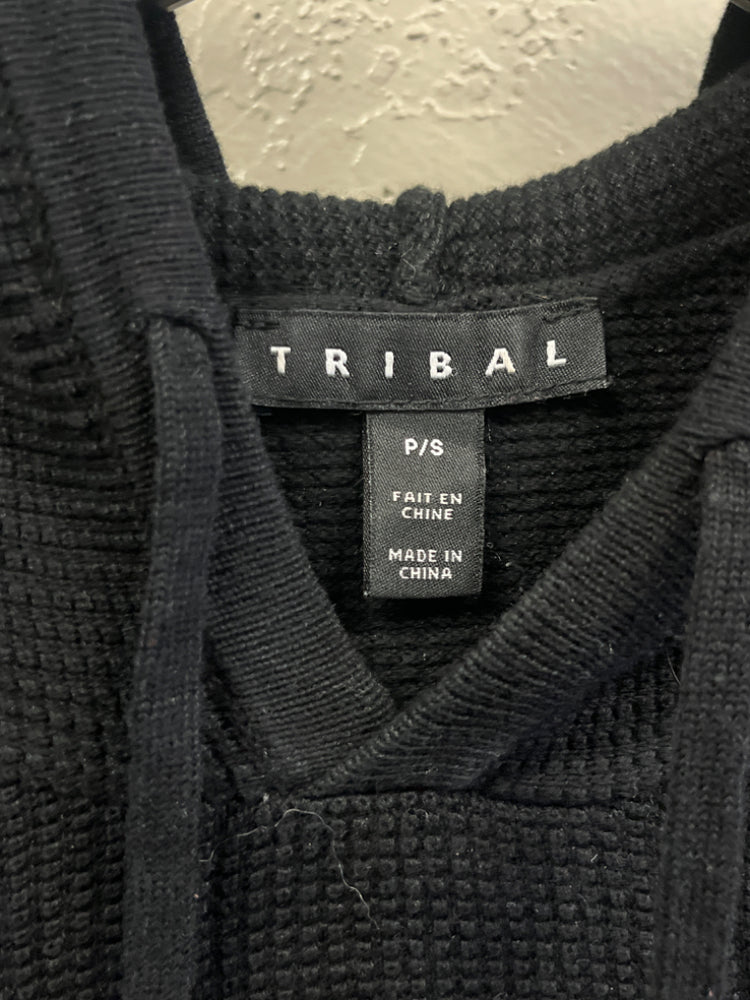 TRIBAL
P/S
FAIT EN
CHINE
MADE IN
CHINA